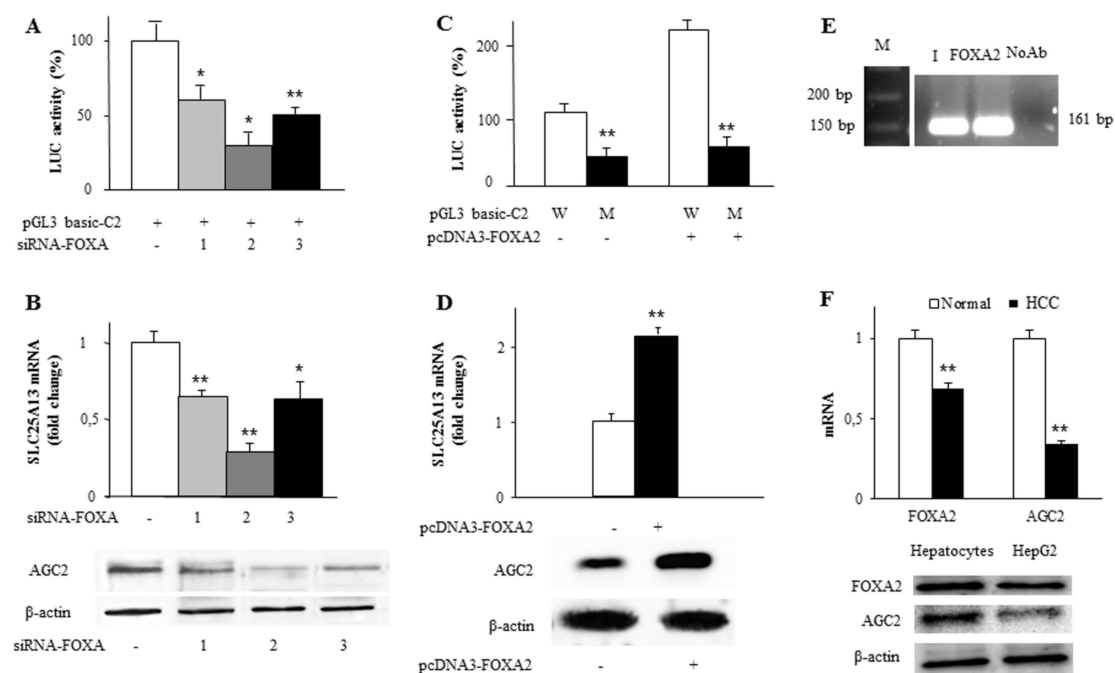 A
LUC activity (%)
100
50
0
pGL3 basic-C2 + + + +
siRNA-FOXA - 1 2 3
* * **
B
SLC25A13 mRNA
(fold change)
1
0,5
0
** ** *
siRNA-FOXA - 1 2 3
AGC2
β-actin
siRNA-FOXA - 1 2 3
C
LUC activity (%)
200
100
0
** **
pGL3 basic-C2 W M W M
pcDNA3-FOXA2 - - + +
D
SLC25A13 mRNA
(fold change)
2
1
0
**
pcDNA3-FOXA2 - +
AGC2
β-actin
pcDNA3-FOXA2 - +
E
M I FOXA2 NoAb
200 bp
150 bp
161 bp
F
Normal HCC
mRNA
1
0,5
0
** **
FOXA2 AGC2
Hepatocytes HepG2
FOXA2
AGC2
β-actin